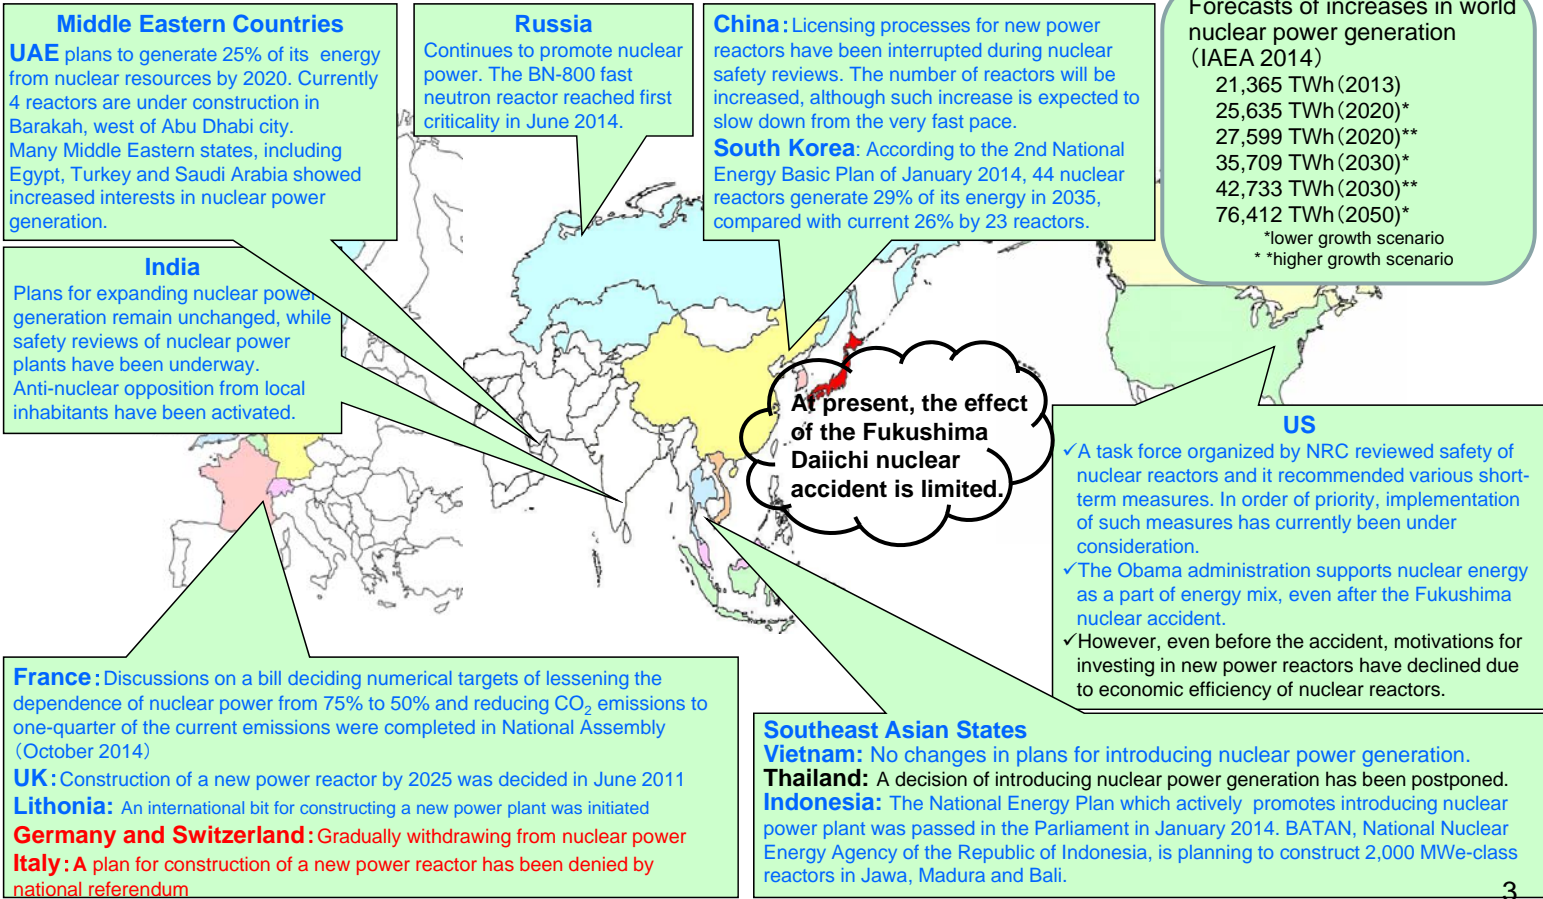 Middle Eastern Countries
UAE plans to generate 25% of its energy
from nuclear resources by 2020. Currently
4 reactors are under construction in
Barakah, west of Abu Dhabi city.
Many Middle Eastern states, including
Egypt, Turkey and Saudi Arabia showed
increased interests in nuclear power
generation.
Russia
Continues to promote nuclear
power. The BN-800 fast
neutron reactor reached first
criticality in June 2014.
China：Licensing processes for new power
reactors have been interrupted during nuclear
safety reviews. The number of reactors will be
increased, although such increase is expected to
slow down from the very fast pace.
South Korea: According to the 2nd National
Energy Basic Plan of January 2014, 44 nuclear
reactors generate 29% of its energy in 2035,
compared with current 26% by 23 reactors.
Forecasts of increases in world
nuclear power generation
（IAEA 2014）
21,365 TWh（2013)
25,635 TWh（2020）*
27,599 TWh（2020）**
35,709 TWh（2030）*
42,733 TWh（2030）**
76,412 TWh（2050）*
*lower growth scenario
* *higher growth scenario
India
Plans for expanding nuclear power
generation remain unchanged, while
safety reviews of nuclear power
plants have been underway.
Anti-nuclear opposition from local
inhabitants have been activated.
At present, the effect
of the Fukushima
Daiichi nuclear
accident is limited.
US
✓A task force organized by NRC reviewed safety of
nuclear reactors and it recommended various short-
term measures. In order of priority, implementation
of such measures has currently been under
consideration.
✓The Obama administration supports nuclear energy
as a part of energy mix, even after the Fukushima
nuclear accident.
✓However, even before the accident, motivations for
investing in new power reactors have declined due
to economic efficiency of nuclear reactors.
France：Discussions on a bill deciding numerical targets of lessening the
dependence of nuclear power from 75% to 50% and reducing CO2 emissions to
one-quarter of the current emissions were completed in National Assembly
（October 2014）
UK：Construction of a new power reactor by 2025 was decided in June 2011
Lithonia: An international bit for constructing a new power plant was initiated
Germany and Switzerland：Gradually withdrawing from nuclear power
Italy：A plan for construction of a new power reactor has been denied by
national referendum
Southeast Asian States
Vietnam: No changes in plans for introducing nuclear power generation.
Thailand: A decision of introducing nuclear power generation has been postponed.
Indonesia: The National Energy Plan which actively promotes introducing nuclear
power plant was passed in the Parliament in January 2014. BATAN, National Nuclear
Energy Agency of the Republic of Indonesia, is planning to construct 2,000 MWe-class
reactors in Jawa, Madura and Bali.
3